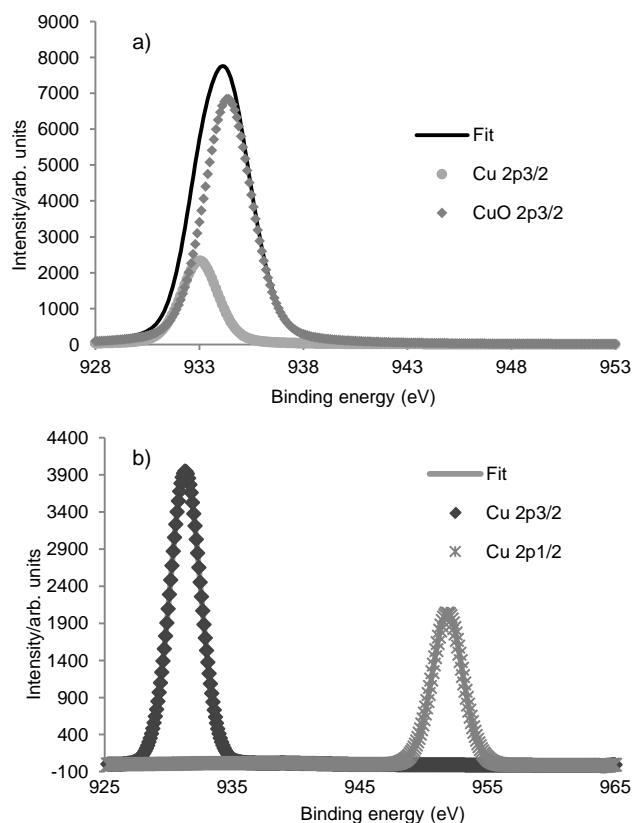 a)
Intensity/arb. units
9000
8000
7000
6000
5000
4000
3000
2000
1000
0
Fit
Cu 2p3/2
CuO 2p3/2
928 933 938 943 948 953
Binding energy (eV)
b)
Intensity/arb. units
4400
3900
3400
2900
2400
1900
1400
900
400
-100
Fit
Cu 2p3/2
Cu 2p1/2
925 935 945 955 965
Binding energy (eV)